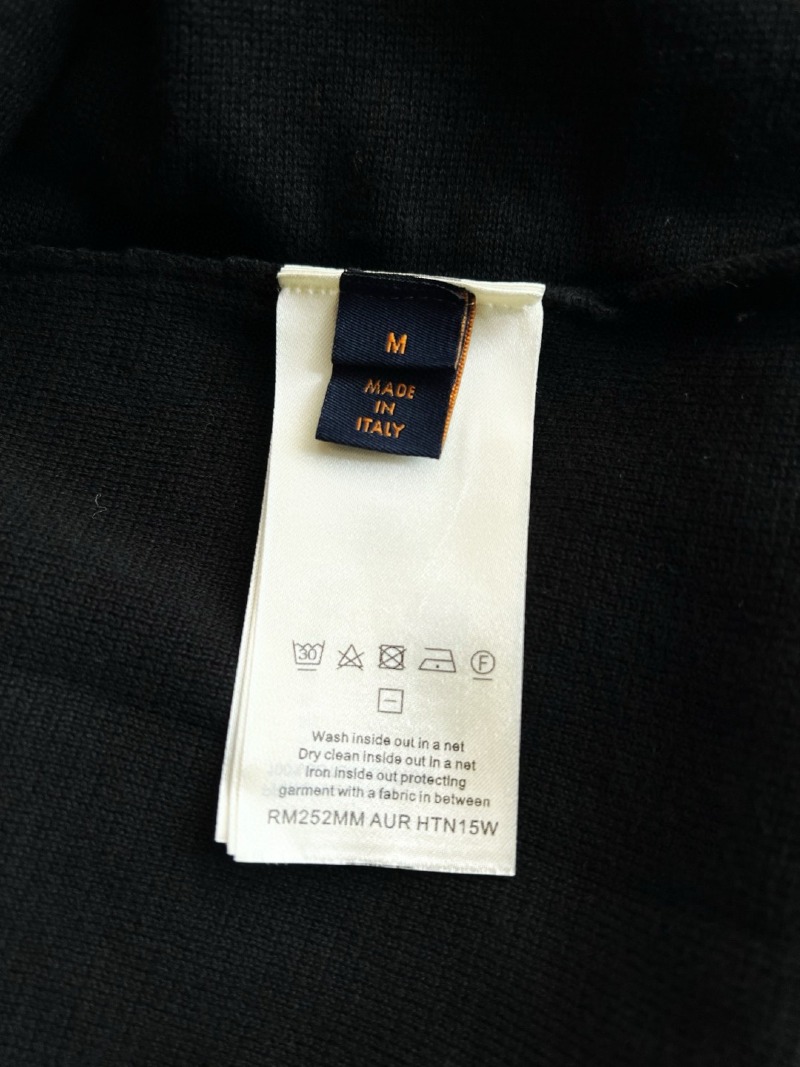 M
MADE
IN
ITALY
30
F
Wash inside out in a net
Dry clean inside out in a net
Iron inside out protecting
garment with a fabric in between
RM252MM AUR HTN15W